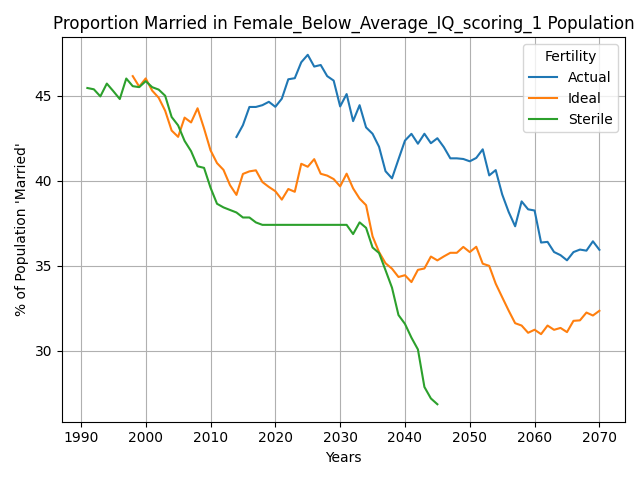 Proportion Married in Female_Below_Average_IQ_scoring_1 Population
Fertility
Actual
Ideal
Sterile
% of Population 'Married'
45
40
35
30
1990 2000 2010 2020 2030 2040 2050 2060 2070
Years